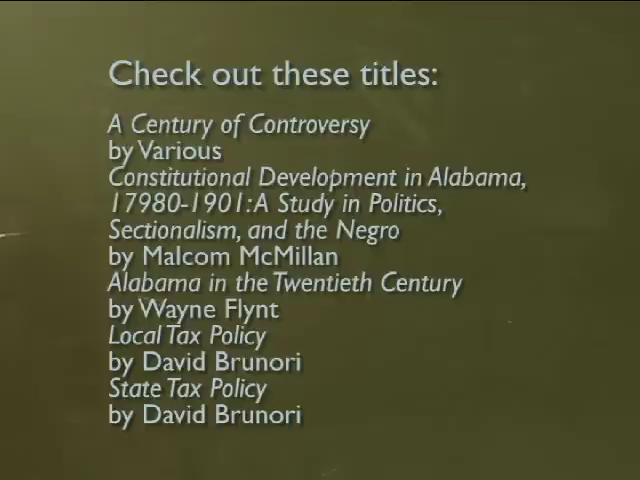 Check out these titles:
A Century of Controversy
by Various
Constitutional Development in Alabama,
17980-1901: A Study in Politics,
Sectionalism, and the Negro
by Malcom McMillan
Alabama in the Twentieth Century
by Wayne Flynt
Local Tax Policy
by David Brunori
State Tax Policy
by David Brunori